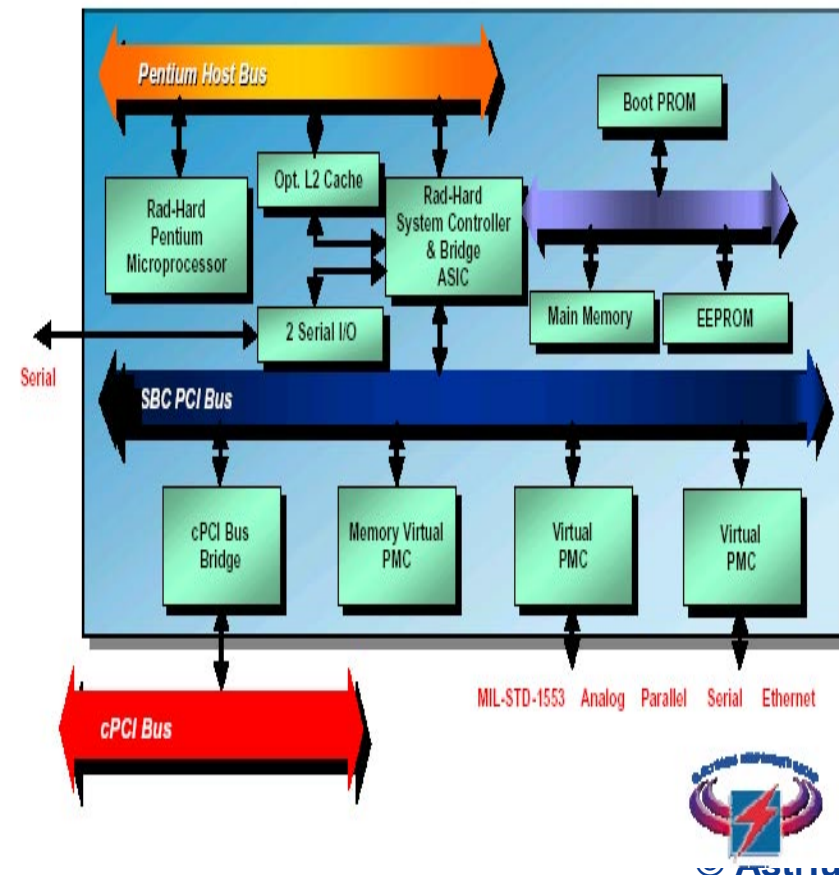 Pentium Host Bus
Boot PROM
Opt. L2 Cache
Rad-Hard
Pentium
Microprocessor
Rad-Hard
System Controller
& Bridge
ASIC
Main Memory
EEPROM
2 Serial I/O
Serial
SBC PCI Bus
cPCI Bus
Bridge
Memory Virtual
PMC
Virtual
PMC
Virtual
PMC
MIL-STD-1553 Analog Parallel Serial Ethernet
cPCI Bus
©